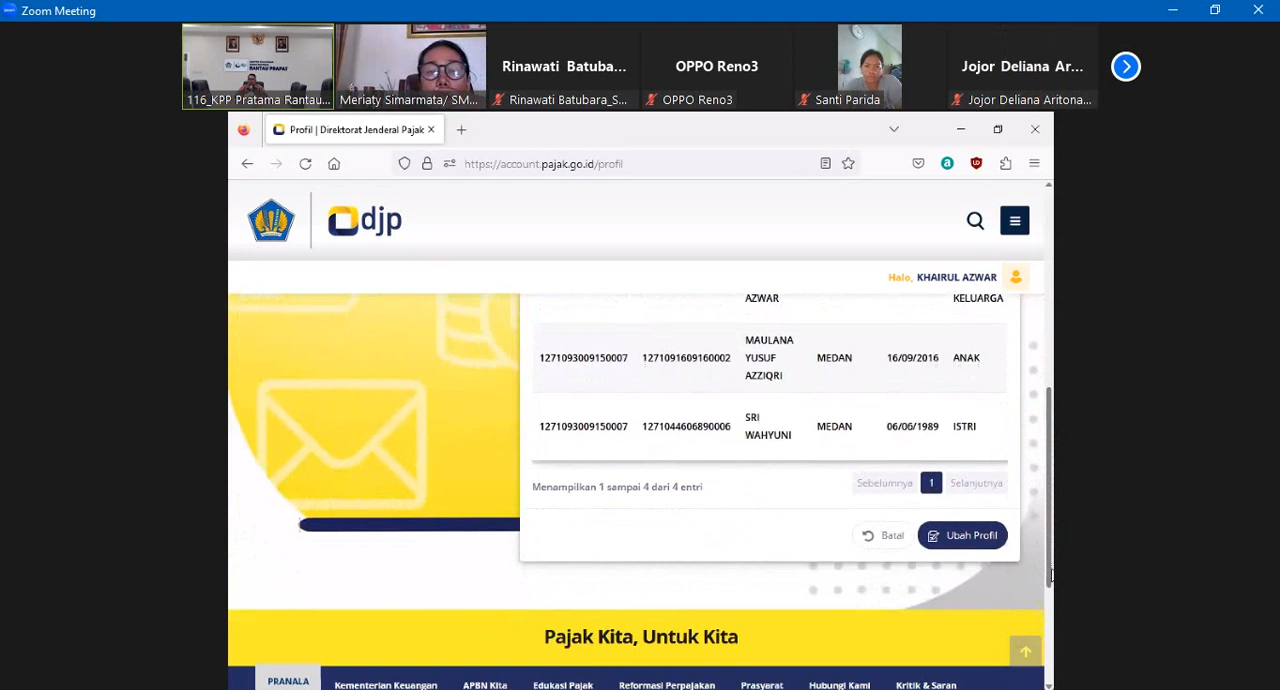 Zoom Meeting
RANTAU PRAPAT
116_KPP Pratama Rantau...
Meriaty Simarmata/ SM...
Rinawati Batuba...
Rinawati Batubara_S...
OPPO Reno3
OPPO Reno3
Santi Parida
Jojor Deliana Ar...
Jojor Deliana Aritona...
Profil | Direktorat Jenderal Pajak
https://account.pajak.go.id/profil
djp
Halo, KHAIRUL AZWAR
AZWAR KELUARGA
1271093009150007 1271091609160002 MAULANA YUSUF AZZIQRI MEDAN 16/09/2016 ANAK
1271093009150007 1271044606890006 SRI WAHYUNI MEDAN 06/06/1989 ISTRI
Menampilkan 1 sampai 4 dari 4 entri
Sebelumnya 1 Selanjutnya
Batal Ubah Profil
Pajak Kita, Untuk Kita
PRANALA Kementerian Keuangan APBN Kita Edukasi Pajak Reformasi Perpajakan Prasyarat Hubungi Kami Kritik & Saran